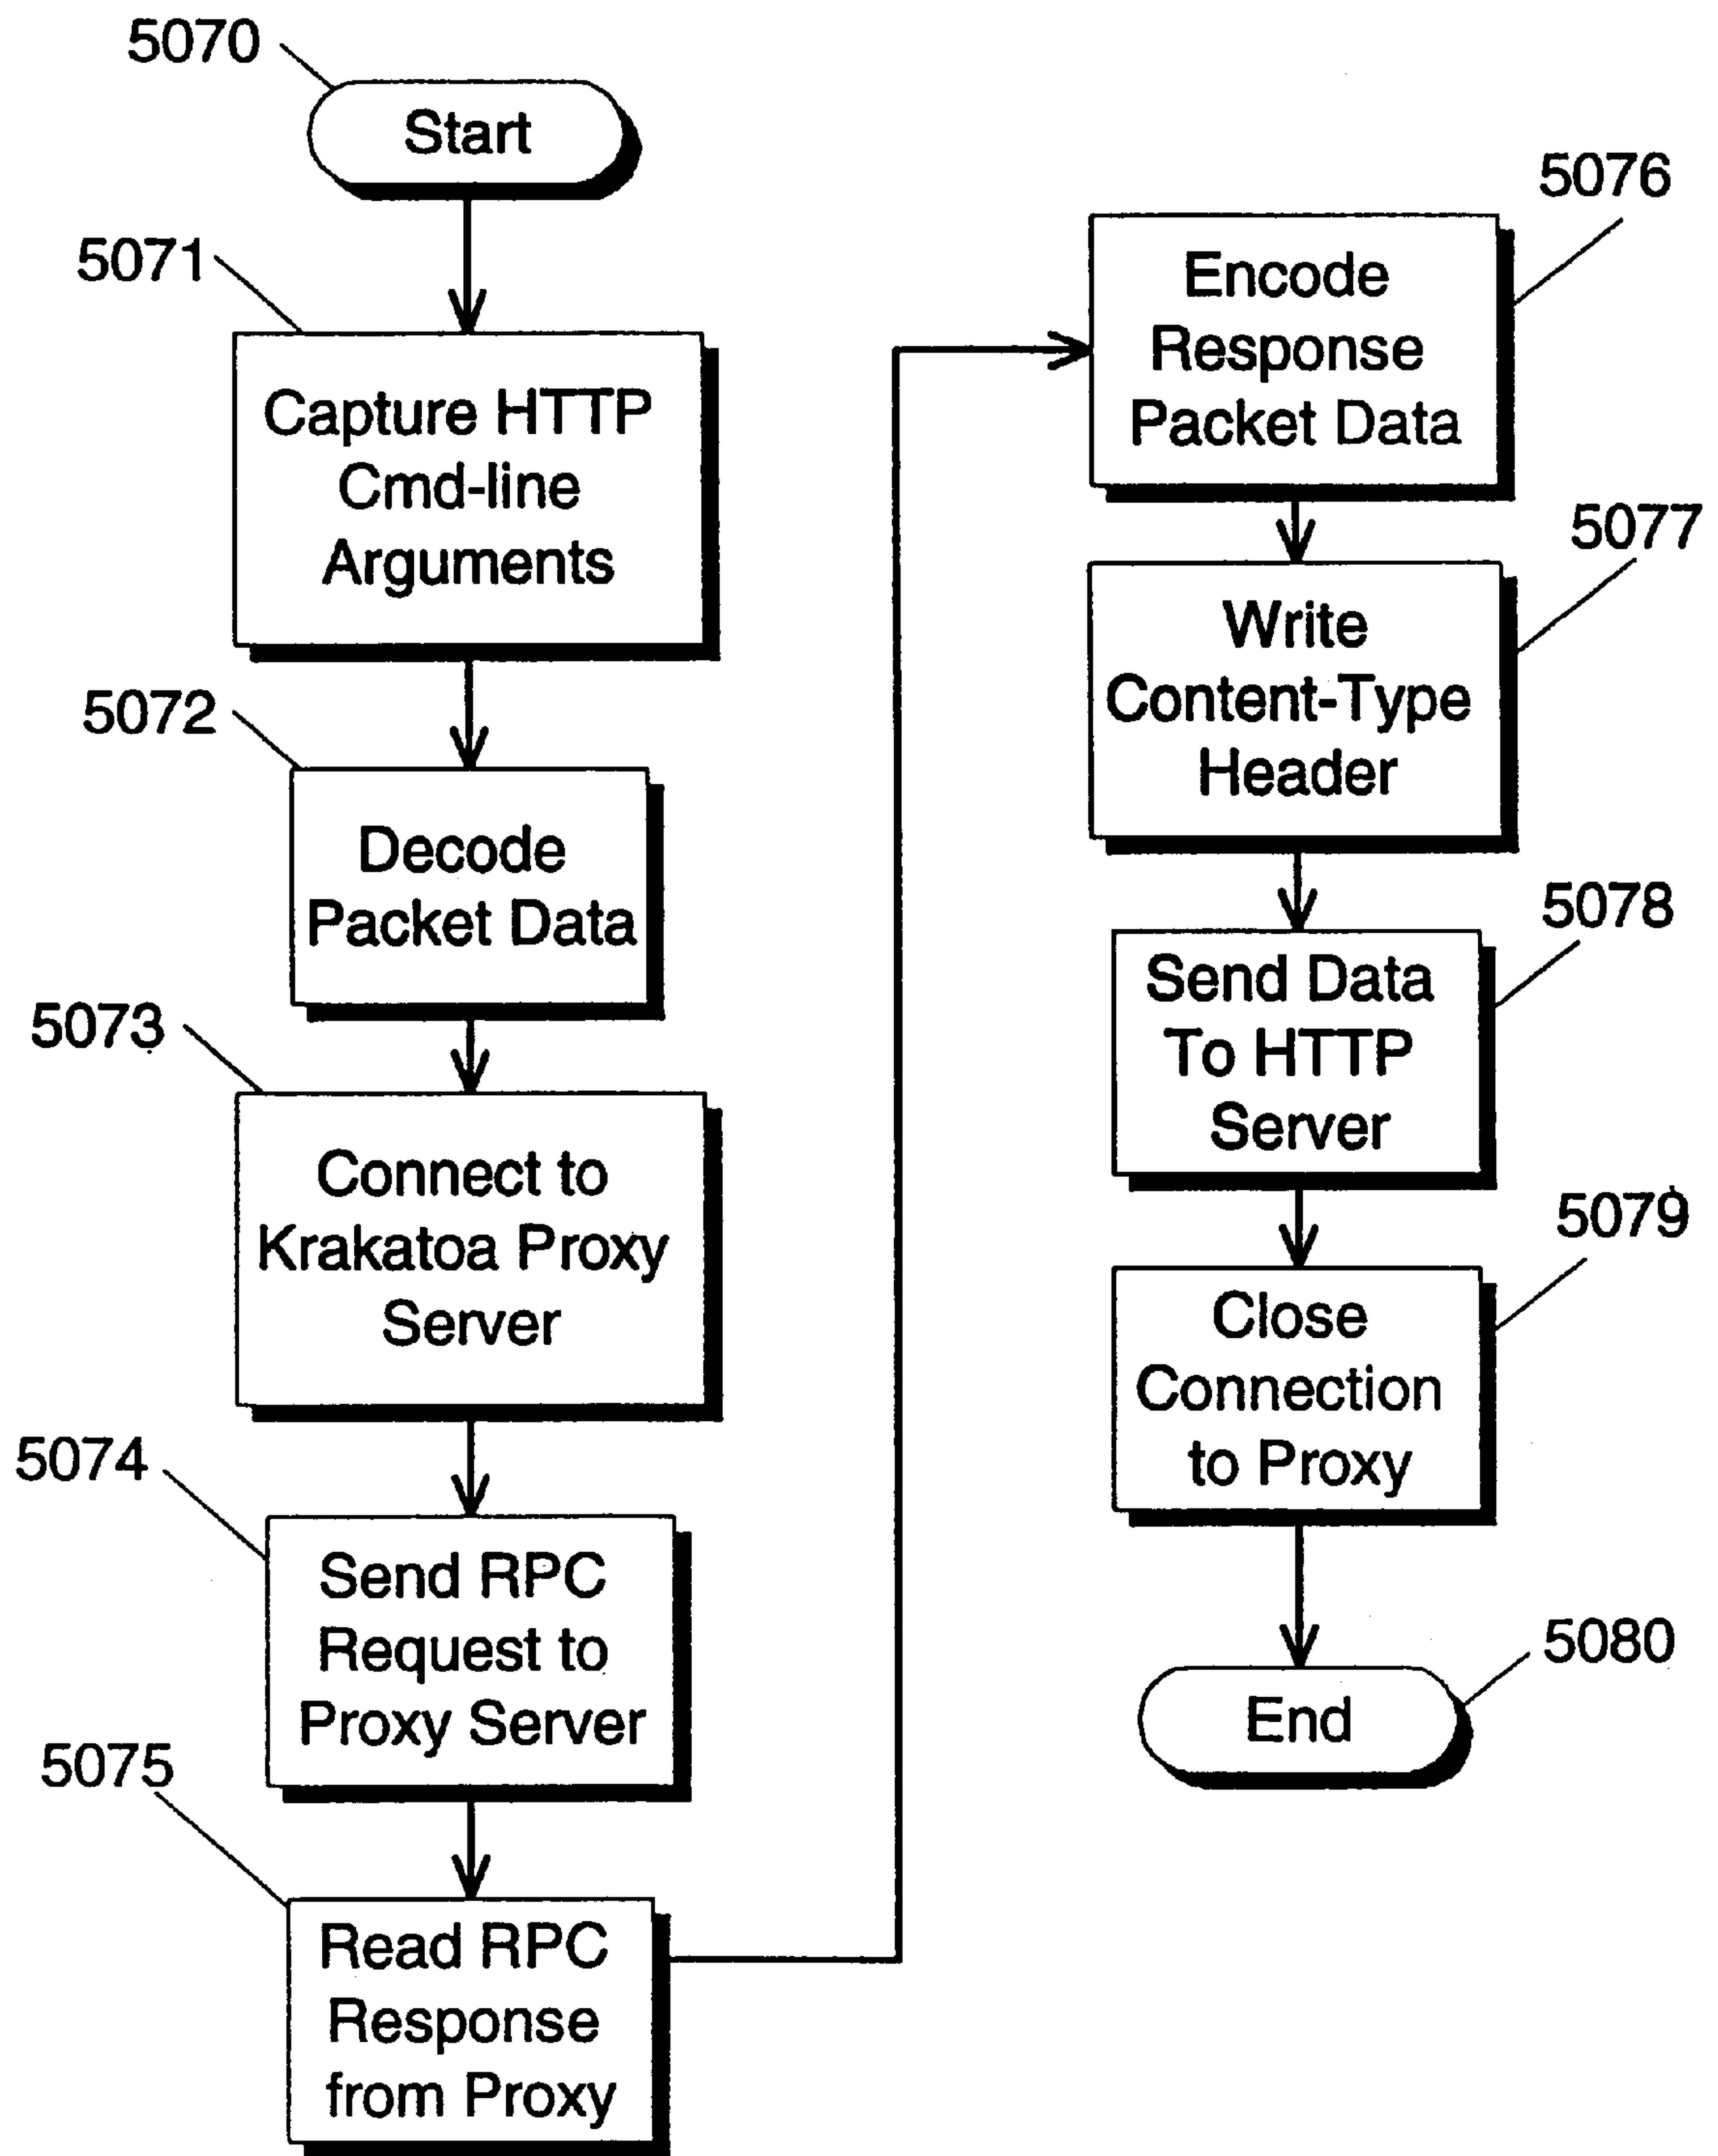 5070
Start
5071
Capture HTTP
Cmd-line
Arguments
5072
Decode
Packet Data
5073
Connect to
Krakatoa Proxy
Server
5074
Send RPC
Request to
Proxy Server
5075
Read RPC
Response
from Proxy
5076
Encode
Response
Packet Data
5077
Write
Content-Type
Header
5078
Send Data
To HTTP
Server
5079
Close
Connection
to Proxy
5080
End